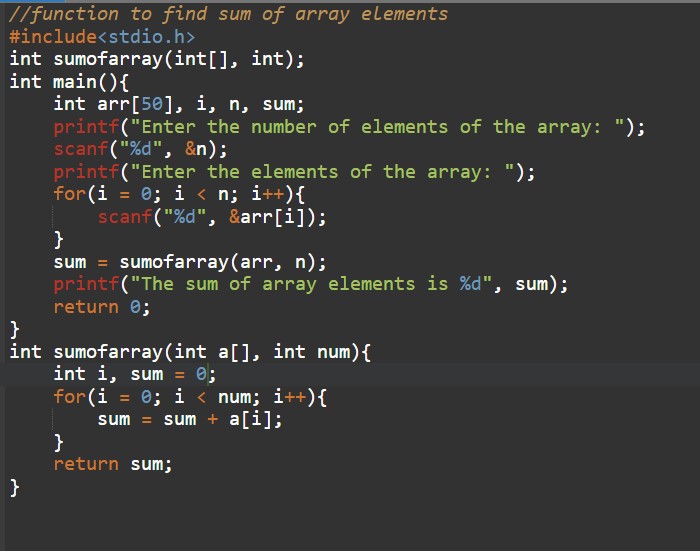 //function to find sum of array elements
#include<stdio.h>
int sumofarray(int[], int);
int main(){
    int arr[50], i, n, sum;
    printf("Enter the number of elements of the array: ");
    scanf("%d", &n);
    printf("Enter the elements of the array: ");
    for(i = 0; i < n; i++){
        scanf("%d", &arr[i]);
    }
    sum = sumofarray(arr, n);
    printf("The sum of array elements is %d", sum);
    return 0;
}
int sumofarray(int a[], int num){
    int i, sum = 0;
    for(i = 0; i < num; i++){
        sum = sum + a[i];
    }
    return sum;
}